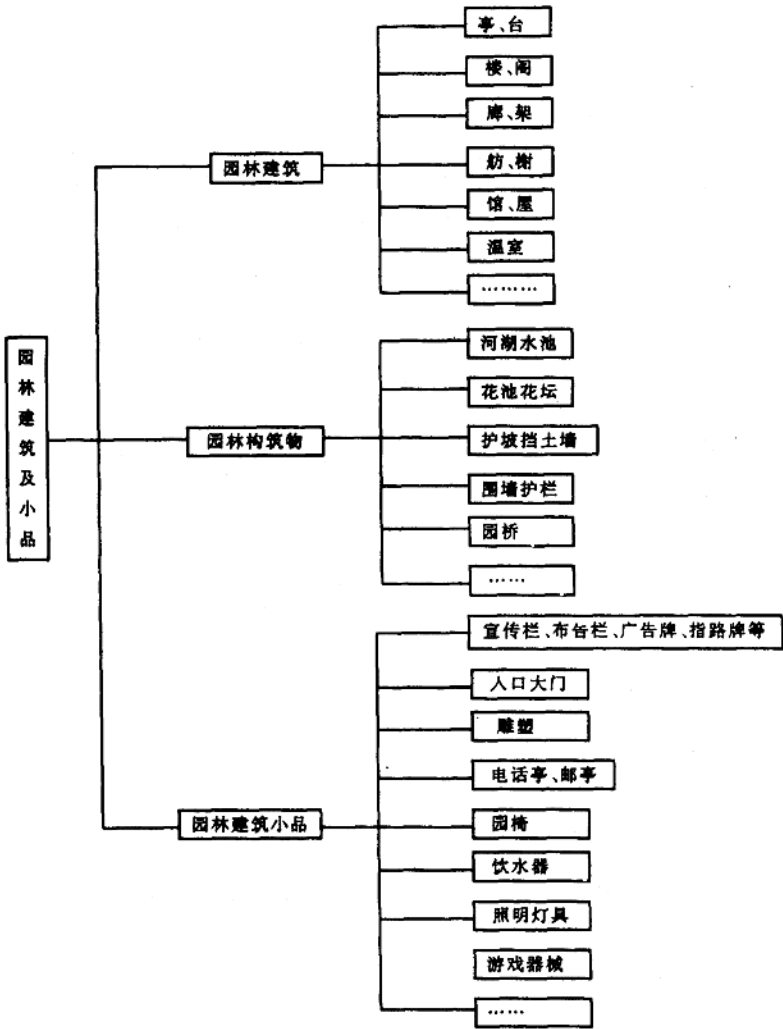 园林建筑及小品
园林建筑
亭、台
楼、阁
廊、架
舫、榭
馆、屋
温室
………
园林构筑物
河湖水池
花池花坛
护坡挡土墙
围墙护栏
园桥
……
园林建筑小品
宣传栏、布告栏、广告牌、指路牌等
入口大门
雕塑
电话亭、邮亭
园椅
饮水器
照明灯具
游戏器械
……